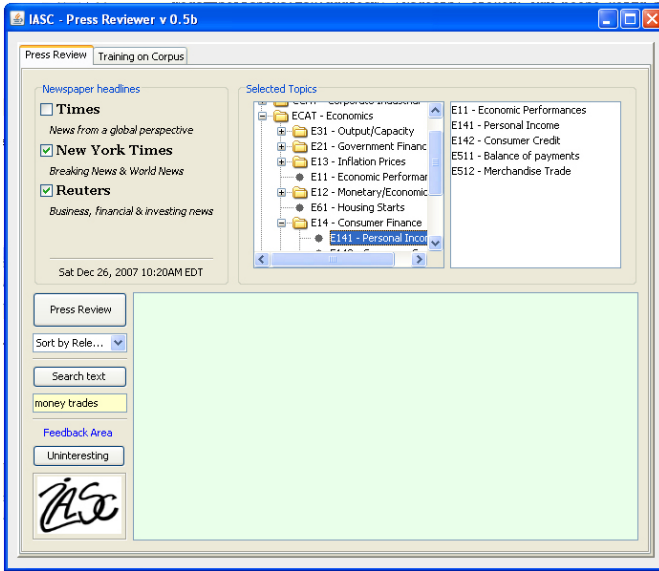 IASC - Press Reviewer v 0.5b
Press Review
Training on Corpus
Newspaper headlines
Times
News from a global perspective
New York Times
Breaking News & World News
Reuters
Business, financial & investing news
Sat Dec 26, 2007 10:20AM EDT
Selected Topics
ECAT - Economics
E31 - Output/Capacity
E21 - Government Financ
E13 - Inflation Prices
E11 - Economic Performar
E12 - Monetary/Economic
E61 - Housing Starts
E14 - Consumer Finance
E141 - Personal Incor
E11 - Economic Performances
E141 - Personal Income
E142 - Consumer Credit
E511 - Balance of payments
E512 - Merchandise Trade
Press Review
Sort by Rele...
Search text
money trades
Feedback Area
Uninteresting
IASC